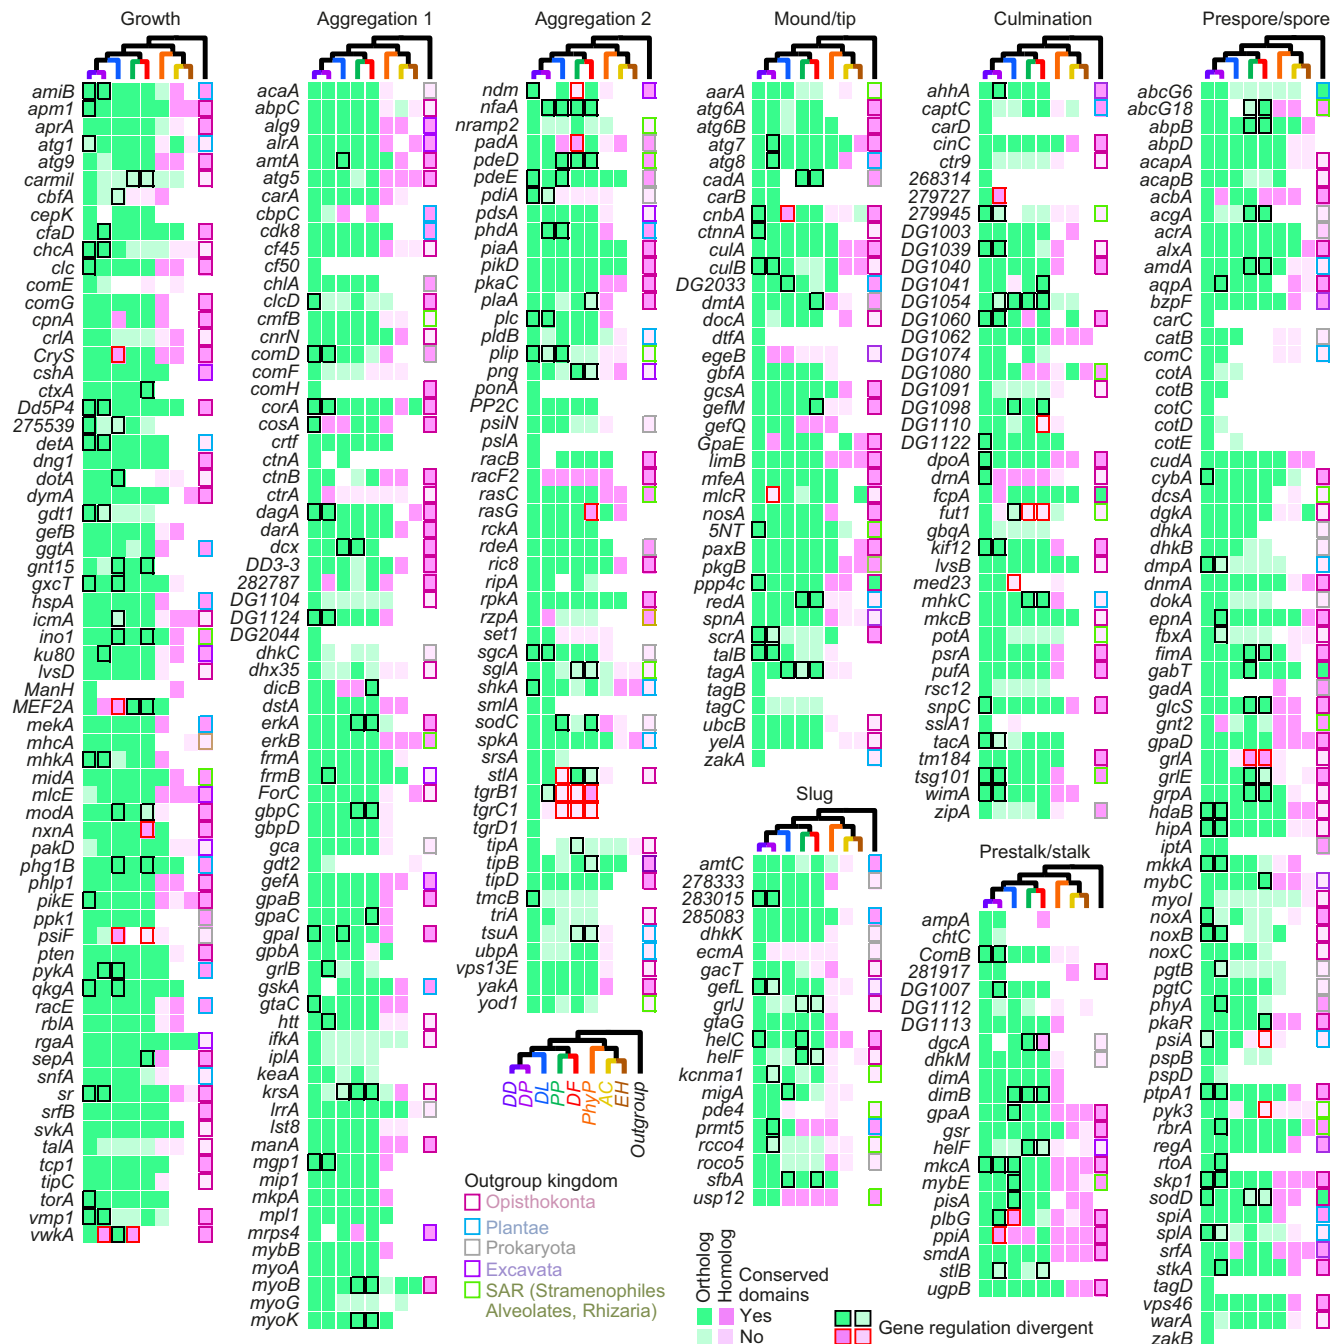 Growth
amiB
apm1
aprA
atg1
atg9
carmil
cbfA
cepK
cfaD
chcA
clc
comE
comG
cpnA
crlA
CryS
cshA
ctxA
Dd5P4
275539
detA
dng1
dotA
dymA
gdt1
gefB
ggtA
gnt15
gxcT
hspA
icmA
ino1
ku80
lvsD
ManH
MEF2A
mekA
mhcA
mhkA
midA
mlcE
modA
nxnA
pakD
phg1B
phlp1
pikE
ppk1
psiF
pten
pykA
qkgA
racE
rblA
rgaA
sepA
snfA
sr
srfB
svkA
talA
tcp1
tipC
torA
vmp1
vwkA
Aggregation 1
acaA
abpC
alg9
alrA
amtA
atg5
carA
cbpC
cdk8
cf45
cf50
chlA
clcD
cmfB
cnrN
comD
comF
comH
corA
cosA
crtf
ctnA
ctnB
ctrA
dagA
darA
dcx
DD3-3
282787
DG1104
DG1124
DG2044
dhkC
dhx35
dicB
dstA
erkA
erkB
frmA
frmB
ForC
gbpC
gbpD
gca
gdt2
gefA
gpaB
gpaC
gpaI
gpbA
grlB
gskA
gtaC
htt
ifkA
iplA
keaA
krsA
lrrA
lst8
manA
mgp1
mip1
mkpA
mpl1
mrps4
mybB
myoA
myoB
myoG
myoK
Aggregation 2
ndm
nfaA
nramp2
padA
pdeD
pdeE
pdiA
pdsA
phdA
piaA
pikD
pkaC
plaA
plc
pldB
plip
png
ponA
PP2C
psiN
pslA
racB
racF2
rasC
rasG
rckA
rdeA
ric8
ripA
rpkA
rzpA
set1
sgcA
sglA
shkA
smlA
sodC
spkA
srsA
stlA
tgrB1
tgrC1
tgrD1
tipA
tipB
tipD
tmcB
triA
tsuA
ubpA
vps13E
yakA
yod1
DD
DP
DL
PP
DF
PhyP
AC
EH
Outgroup
Outgroup kingdom
Opisthokonta
Plantae
Prokaryota
Excavata
SAR (Stramenophiles
Alveolates, Rhizaria)
Mound/tip
aarA
atg6A
atg6B
atg7
atg8
cadA
carB
cnbA
ctnnA
culA
culB
DG2033
dmtA
docA
dtfA
egeB
gbfA
gcsA
gefM
gefQ
GpaE
limB
mfeA
mlcR
nosA
5NT
paxB
pkgB
ppp4c
redA
spnA
scrA
talB
tagA
tagB
tagC
ubcB
yelA
zakA
Slug
amtC
278333
283015
285083
dhkK
ecmA
gacT
gefL
grlJ
gtaG
helC
helF
kcnma1
migA
pde4
prmt5
rcco4
roco5
sfbA
usp12
Ortholog
Homolog
Conserved
domains
Yes
No
Gene regulation divergent
Culmination
ahhA
captC
carD
cinC
ctr9
268314
279727
279945
DG1003
DG1039
DG1040
DG1041
DG1054
DG1060
DG1062
DG1074
DG1080
DG1091
DG1098
DG1110
DG1122
dpoA
drnA
fcpA
fut1
gbqA
kif12
lvsB
med23
mhkC
mkcB
potA
psrA
pufA
rsc12
snpC
sslA1
tacA
tm184
tsg101
wimA
zipA
Prestalk/stalk
ampA
chtC
ComB
281917
DG1007
DG1112
DG1113
dgcA
dhkM
dimA
dimB
gpaA
gsr
helF
mkcA
mybE
pisA
plbG
ppiA
smdA
stlB
ugpB
Prespore/spore
abcG6
abcG18
abpB
abpD
acapA
acapB
acbA
acgA
acrA
alxA
amdA
aqpA
bzpF
carC
catB
comC
cotA
cotB
cotC
cotD
cotE
cudA
cybA
dcsA
dgkA
dhkA
dhkB
dmpA
dnmA
dokA
epnA
fbxA
fimA
gabT
gadA
glcS
gnt2
gpaD
grlA
grlE
grpA
hdaB
hipA
iptA
mkkA
mybC
myoI
noxA
noxB
noxC
pgtB
pgtC
phyA
pkaR
psiA
pspB
pspD
ptpA1
pyk3
rbrA
regA
rtoA
skp1
sodD
spiA
splA
srfA
stkA
tagD
vps46
warA
zakB